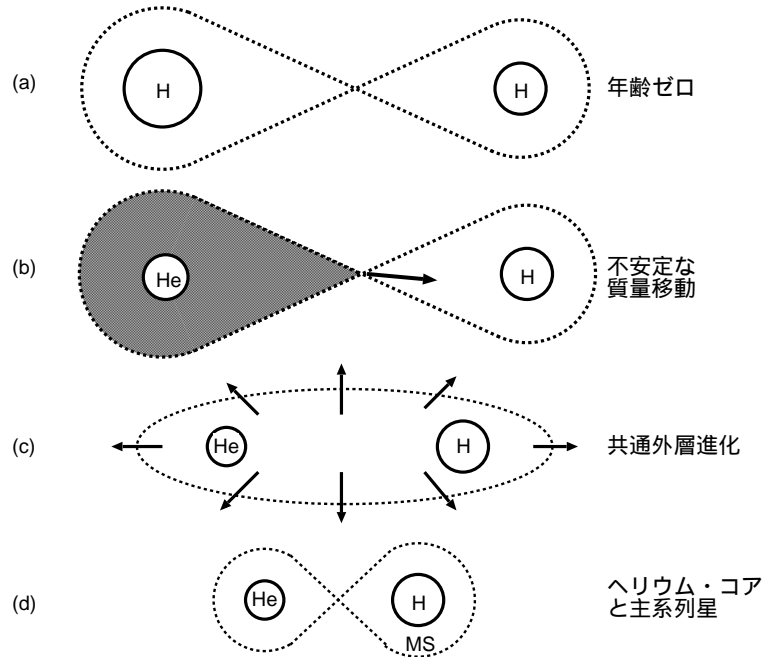 (a)
H
H
年齢ゼロ
(b)
He
H
不安定な
質量移動
(c)
He
H
共通外層進化
(d)
He
H
MS
ヘリウム・コア
と主系列星